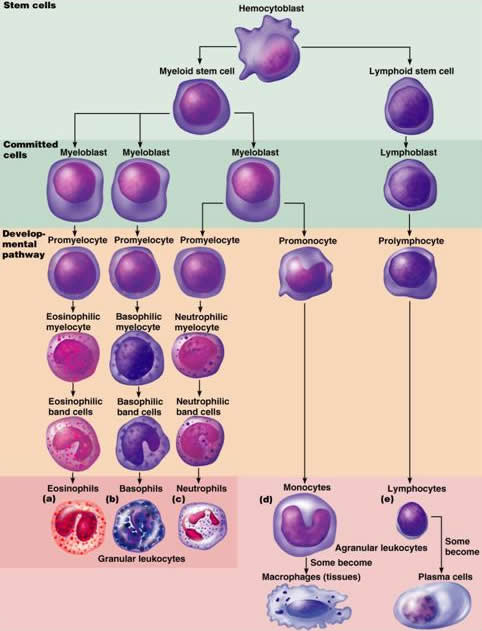 Stem cells
Hemocytoblast
Myeloid stem cell
Lymphoid stem cell
Committed
cells
Myeloblast
Myeloblast
Myeloblast
Lymphoblast
Develop-
mental
pathway
Promyelocyte
Promyelocyte
Promyelocyte
Promonocyte
Prolymphocyte
Eosinophilic
myelocyte
Basophilic
myelocyte
Neutrophilic
myelocyte
Eosinophilic
band cells
Basophilic
band cells
Neutrophilic
band cells
Eosinophils
(a)
Basophils
(b)
Neutrophils
(c)
Granular leukocytes
Monocytes
(d)
Lymphocytes
(e)
Agranular leukocytes
Some become
Some
become
Macrophages (tissues)
Plasma cells